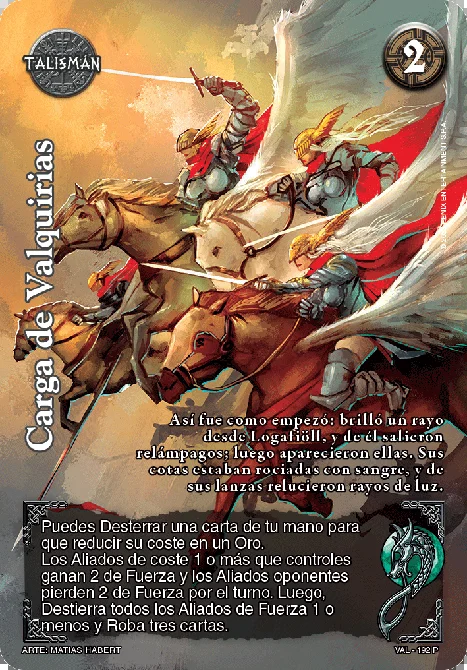 TALISMÁN
2
Carga de Valquirias
Así fue como empezó: brilló un rayo
desde Logafiöll, y de él salieron
relámpagos; luego aparecieron ellas. Sus
cotas estaban rociadas con sangre, y de
sus lanzas relucieron rayos de luz.
Puedes Desterrar una carta de tu mano para
que reducir su coste en un Oro.
Los Aliados de coste 1 o más que controles
ganan 2 de Fuerza y los Aliados oponentes
pierden 2 de Fuerza por el turno. Luego,
Destierra todos los Aliados de Fuerza 1 o
menos y Roba tres cartas.
ARTE: MATIAS HABERT
VAL - 192 P